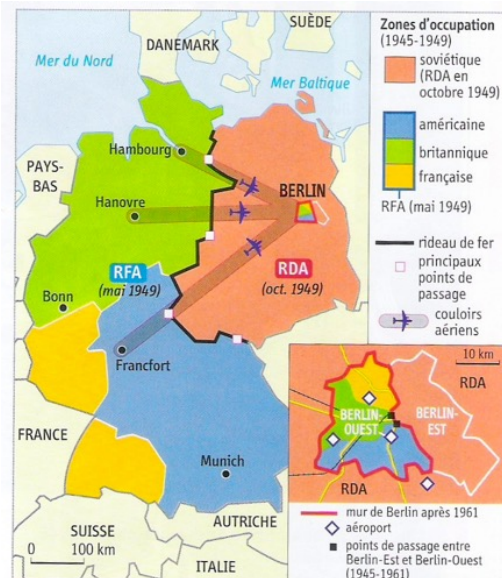 SUÈDE
DANEMARK
Mer du Nord
Mer Baltique
Hambourg
PAYS-
BAS
BERLIN
Hanovre
RFA
(mai 1949)
RDA
(oct. 1949)
Bonn
Francfort
FRANCE
Munich
SUISSE
AUTRICHE
ITALIE
0 100 km
Zones d'occupation
(1945-1949)
soviétique
(RDA en
octobre 1949)
américaine
britannique
française
RFA (mai 1949)
rideau de fer
principaux
points de
passage
couloirs
aériens
10 km
RDA
BERLIN-
OUEST
BERLIN-
EST
RDA
mur de Berlin après 1961
aéroport
points de passage entre
Berlin-Est et Berlin-Ouest
(1945-1961)